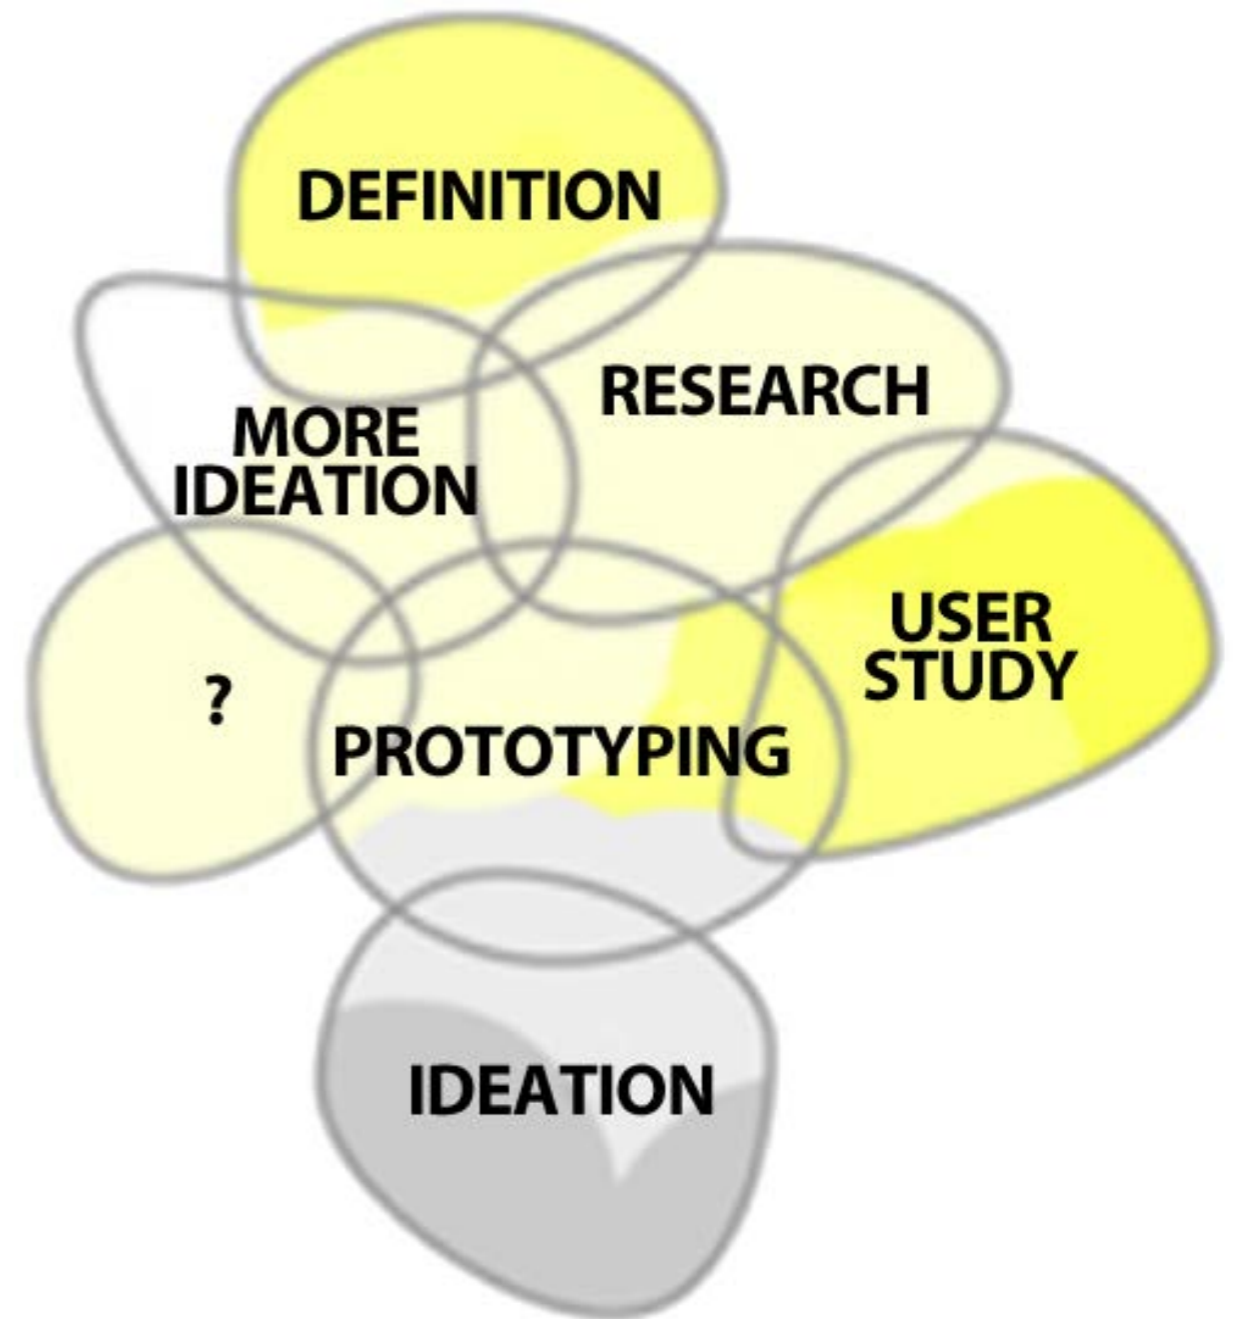 DEFINITION
RESEARCH
MORE
IDEATION
USER
STUDY
?
PROTOTYPING
IDEATION